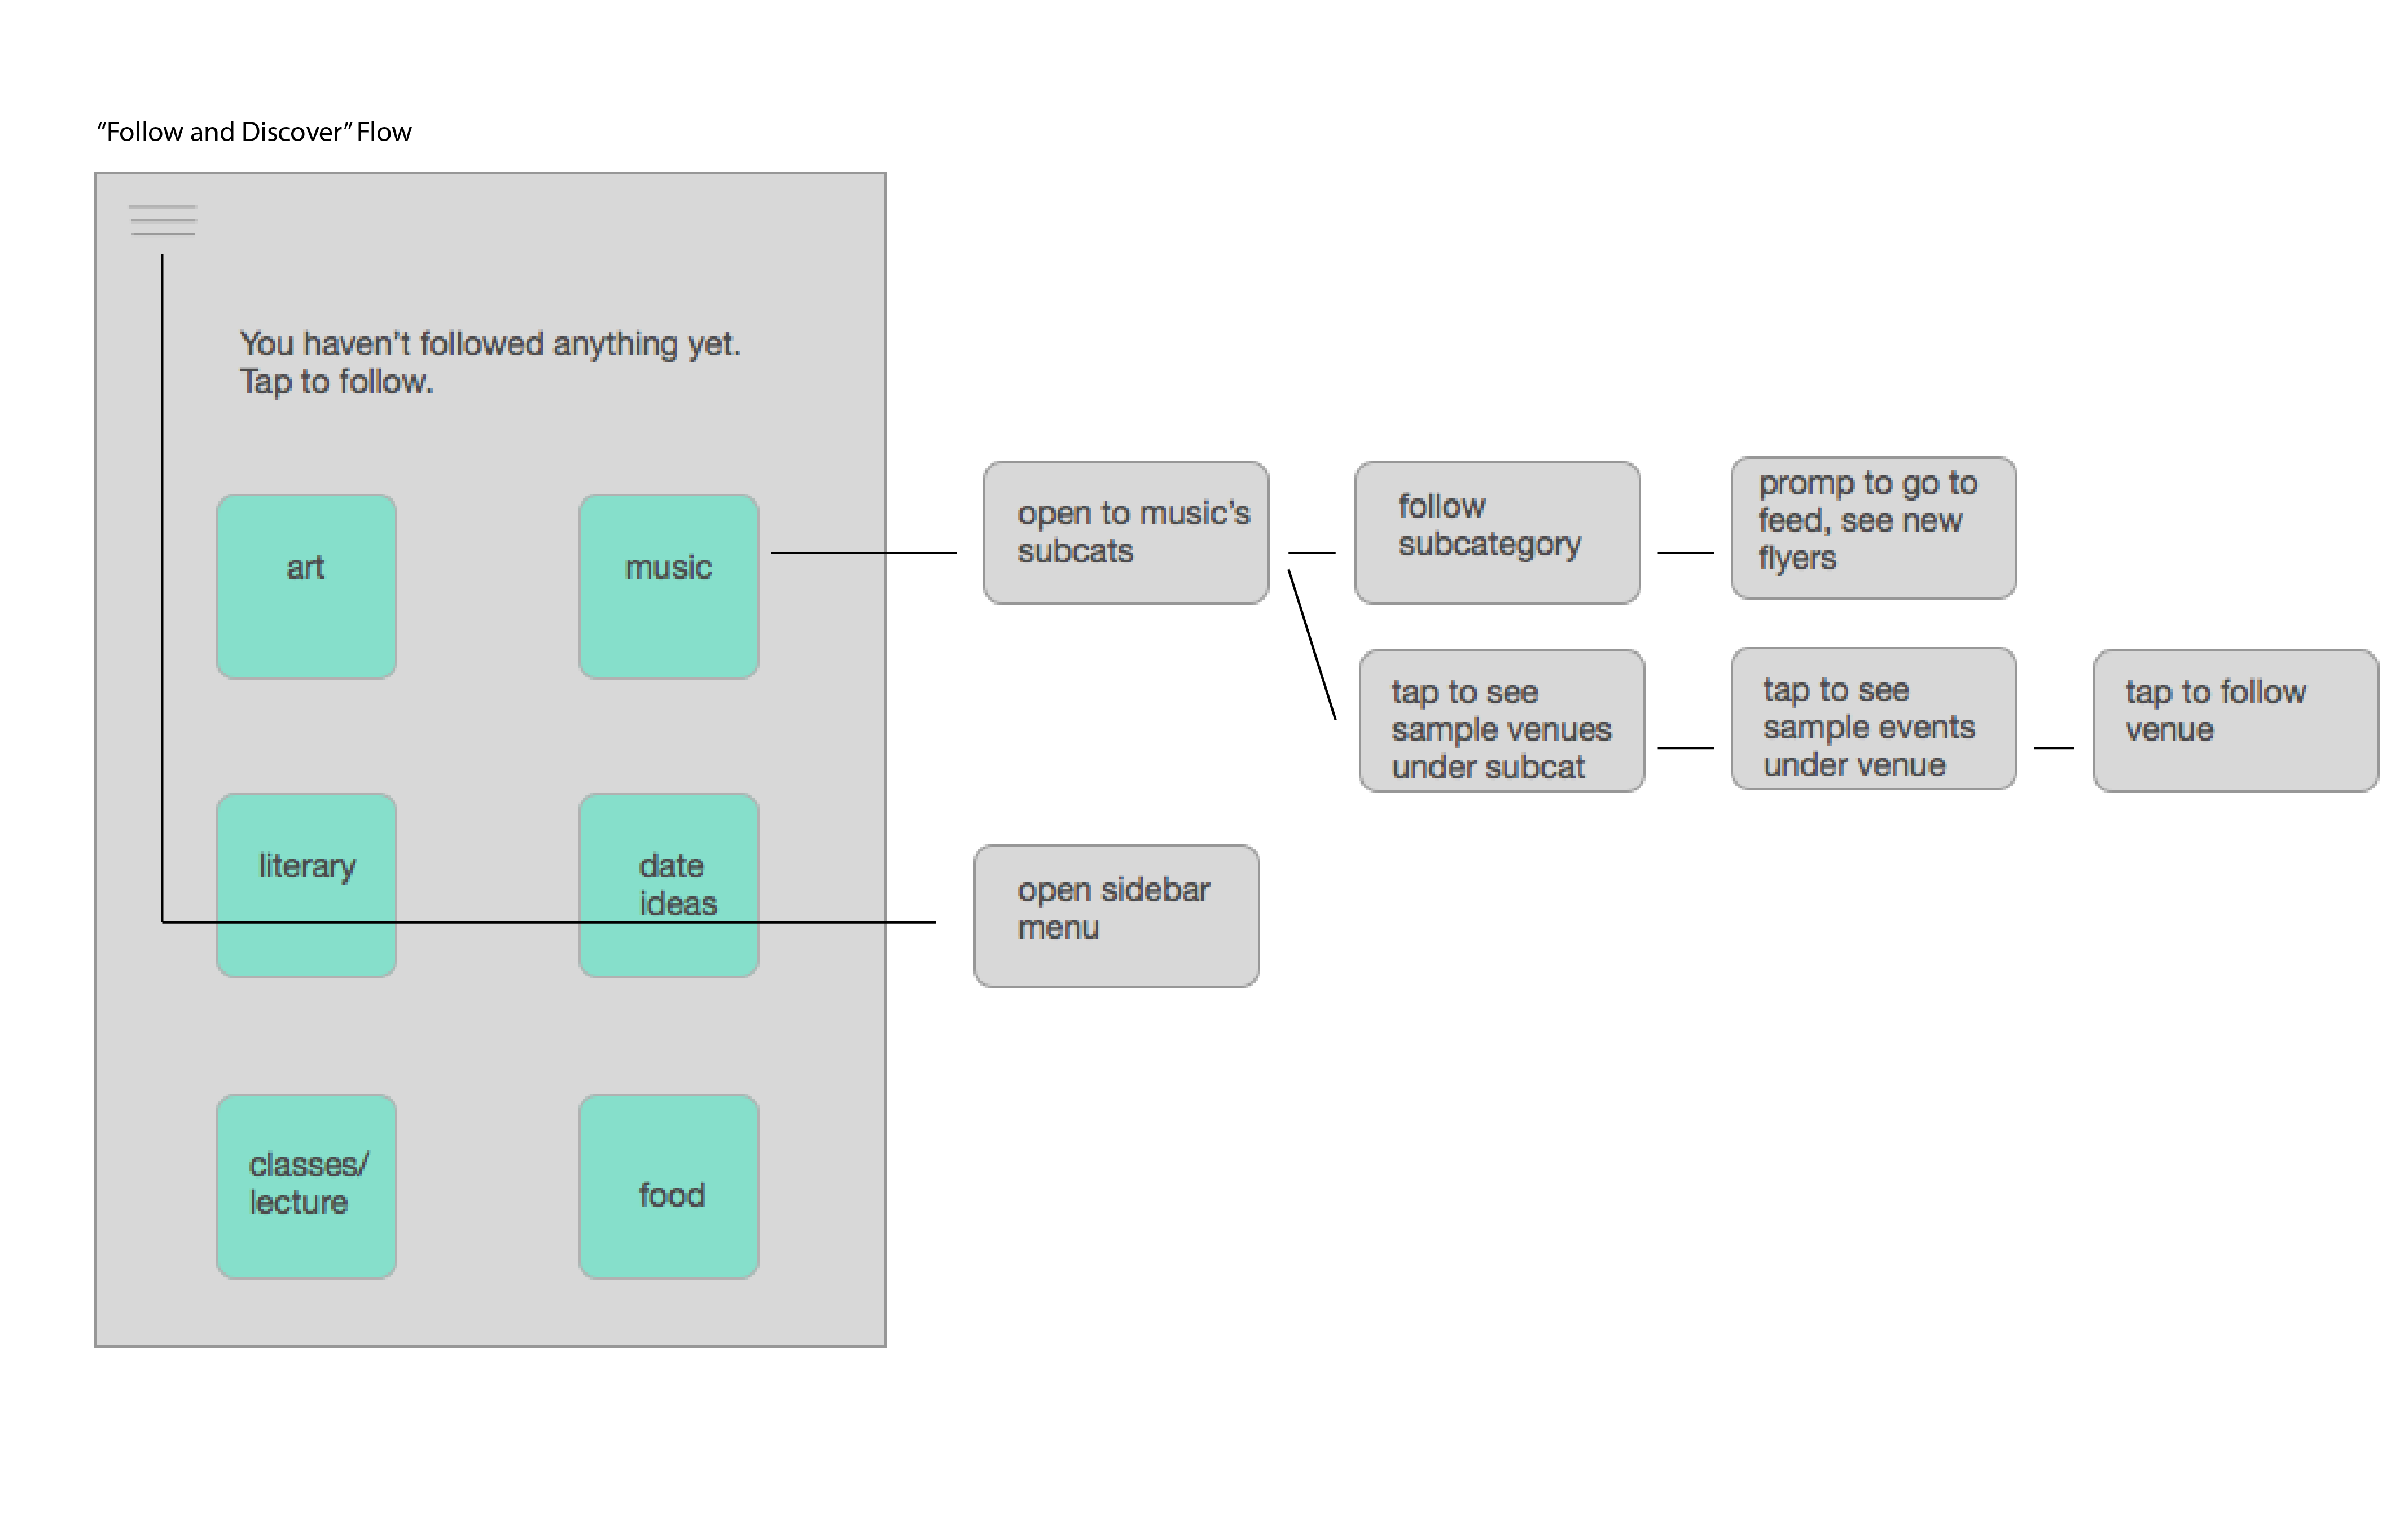 “Follow and Discover” Flow
You haven’t followed anything yet.
Tap to follow.
art
music
open to music’s
subcats
follow
subcategory
promp to go to
feed, see new
flyers
tap to see
sample venues
under subcat
tap to see
sample events
under venue
tap to follow
venue
literary
date
ideas
open sidebar
menu
classes/
lecture
food